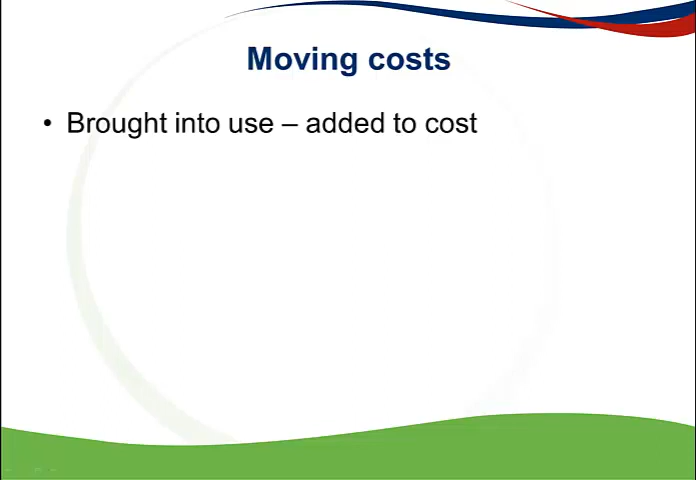 Moving costs
• Brought into use – added to cost